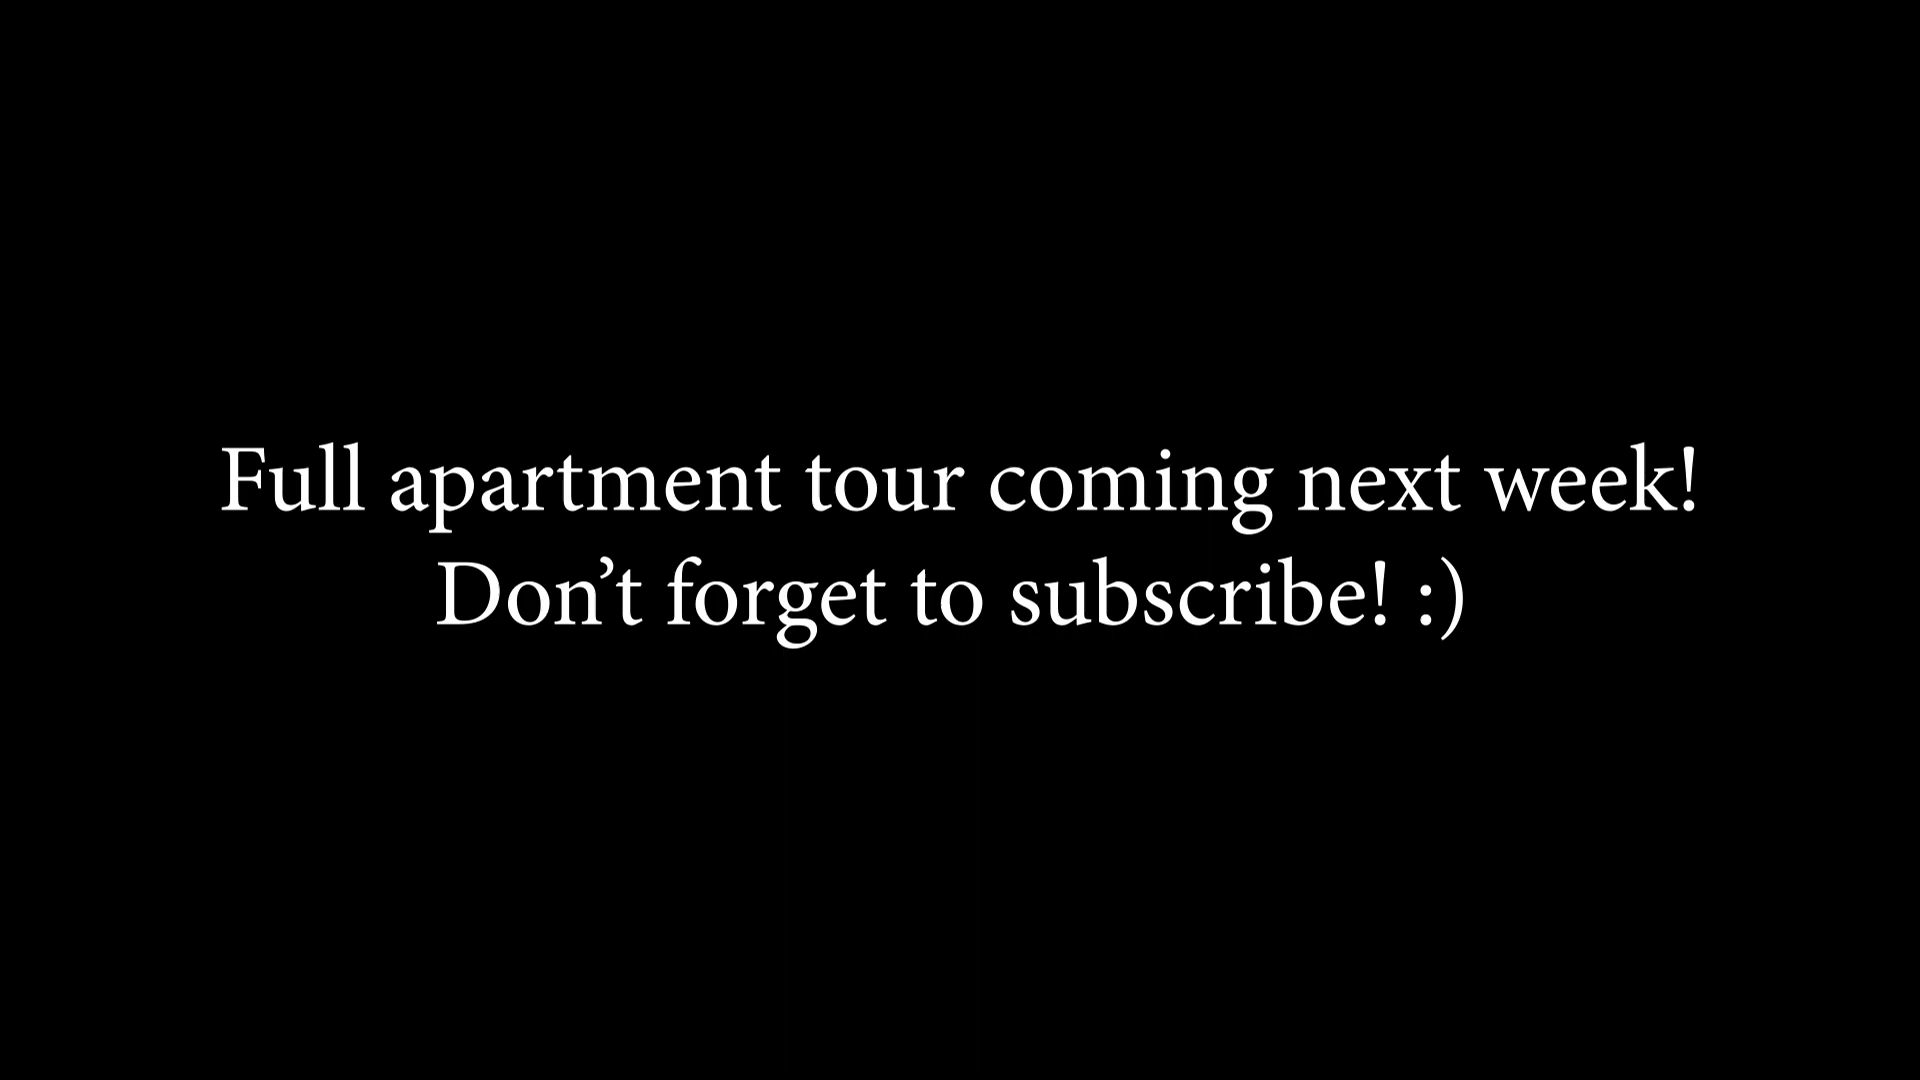 Full apartment tour coming next week!
Don’t forget to subscribe! :)